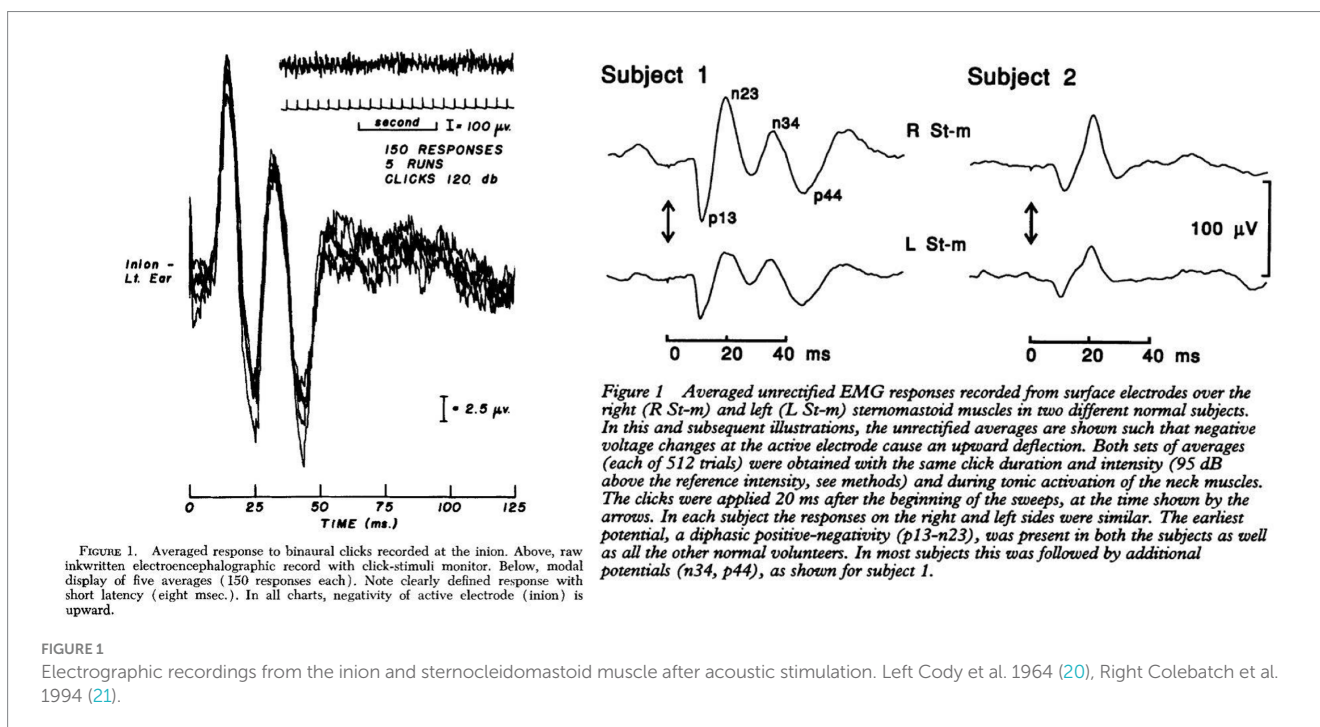 second I = 100 μv.
150 RESPONSES
5 RUNS
CLICKS 120 db
Inion -
Lt. Ear
I = 2.5 μv.
0 25 50 75 100 125
TIME (ms.)
FIGURE 1. Averaged response to binaural clicks recorded at the inion. Above, raw
inkwritten electroencephalographic record with click-stimuli monitor. Below, modal
display of five averages (150 responses each). Note clearly defined response with
short latency (eight msec.). In all charts, negativity of active electrode (inion) is
upward.
Subject 1
Subject 2
n23
n34
R St-m
p13
p44
L St-m
100 μV
0 20 40 ms
0 20 40 ms
Figure 1 Averaged unrectified EMG responses recorded from surface electrodes over the
right (R St-m) and left (L St-m) sternomastoid muscles in two different normal subjects.
In this and subsequent illustrations, the unrectified averages are shown such that negative
voltage changes at the active electrode cause an upward deflection. Both sets of averages
(each of 512 trials) were obtained with the same click duration and intensity (95 dB
above the reference intensity, see methods) and during tonic activation of the neck muscles.
The clicks were applied 20 ms after the beginning of the sweeps, at the time shown by the
arrows. In each subject the responses on the right and left sides were similar. The earliest
potential, a diphasic positive-negativity (p13-n23), was present in both the subjects as well
as all the other normal volunteers. In most subjects this was followed by additional
potentials (n34, p44), as shown for subject 1.
FIGURE 1
Electrographic recordings from the inion and sternocleidomastoid muscle after acoustic stimulation. Left Cody et al. 1964 (20), Right Colebatch et al.
1994 (21).